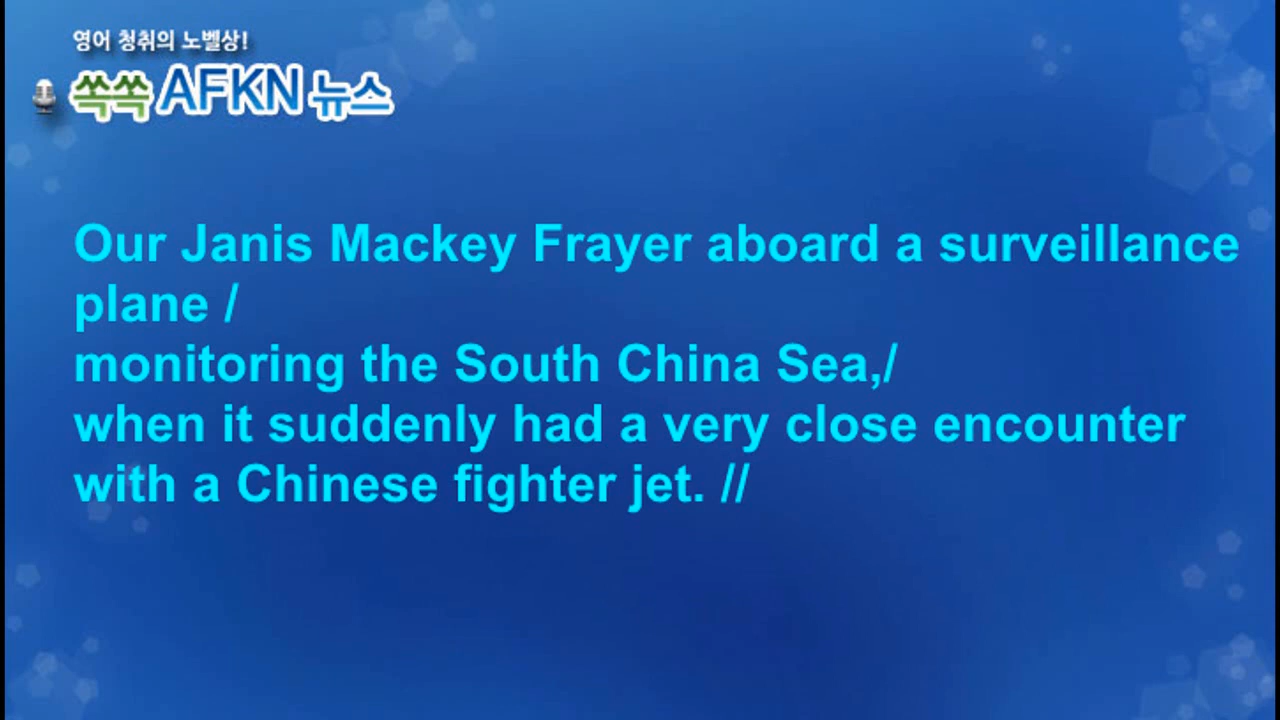 영어 청취의 노벨상!
쏙쏙 AFKN 뉴스
Our Janis Mackey Frayer aboard a surveillance
plane /
monitoring the South China Sea,/
when it suddenly had a very close encounter
with a Chinese fighter jet. //